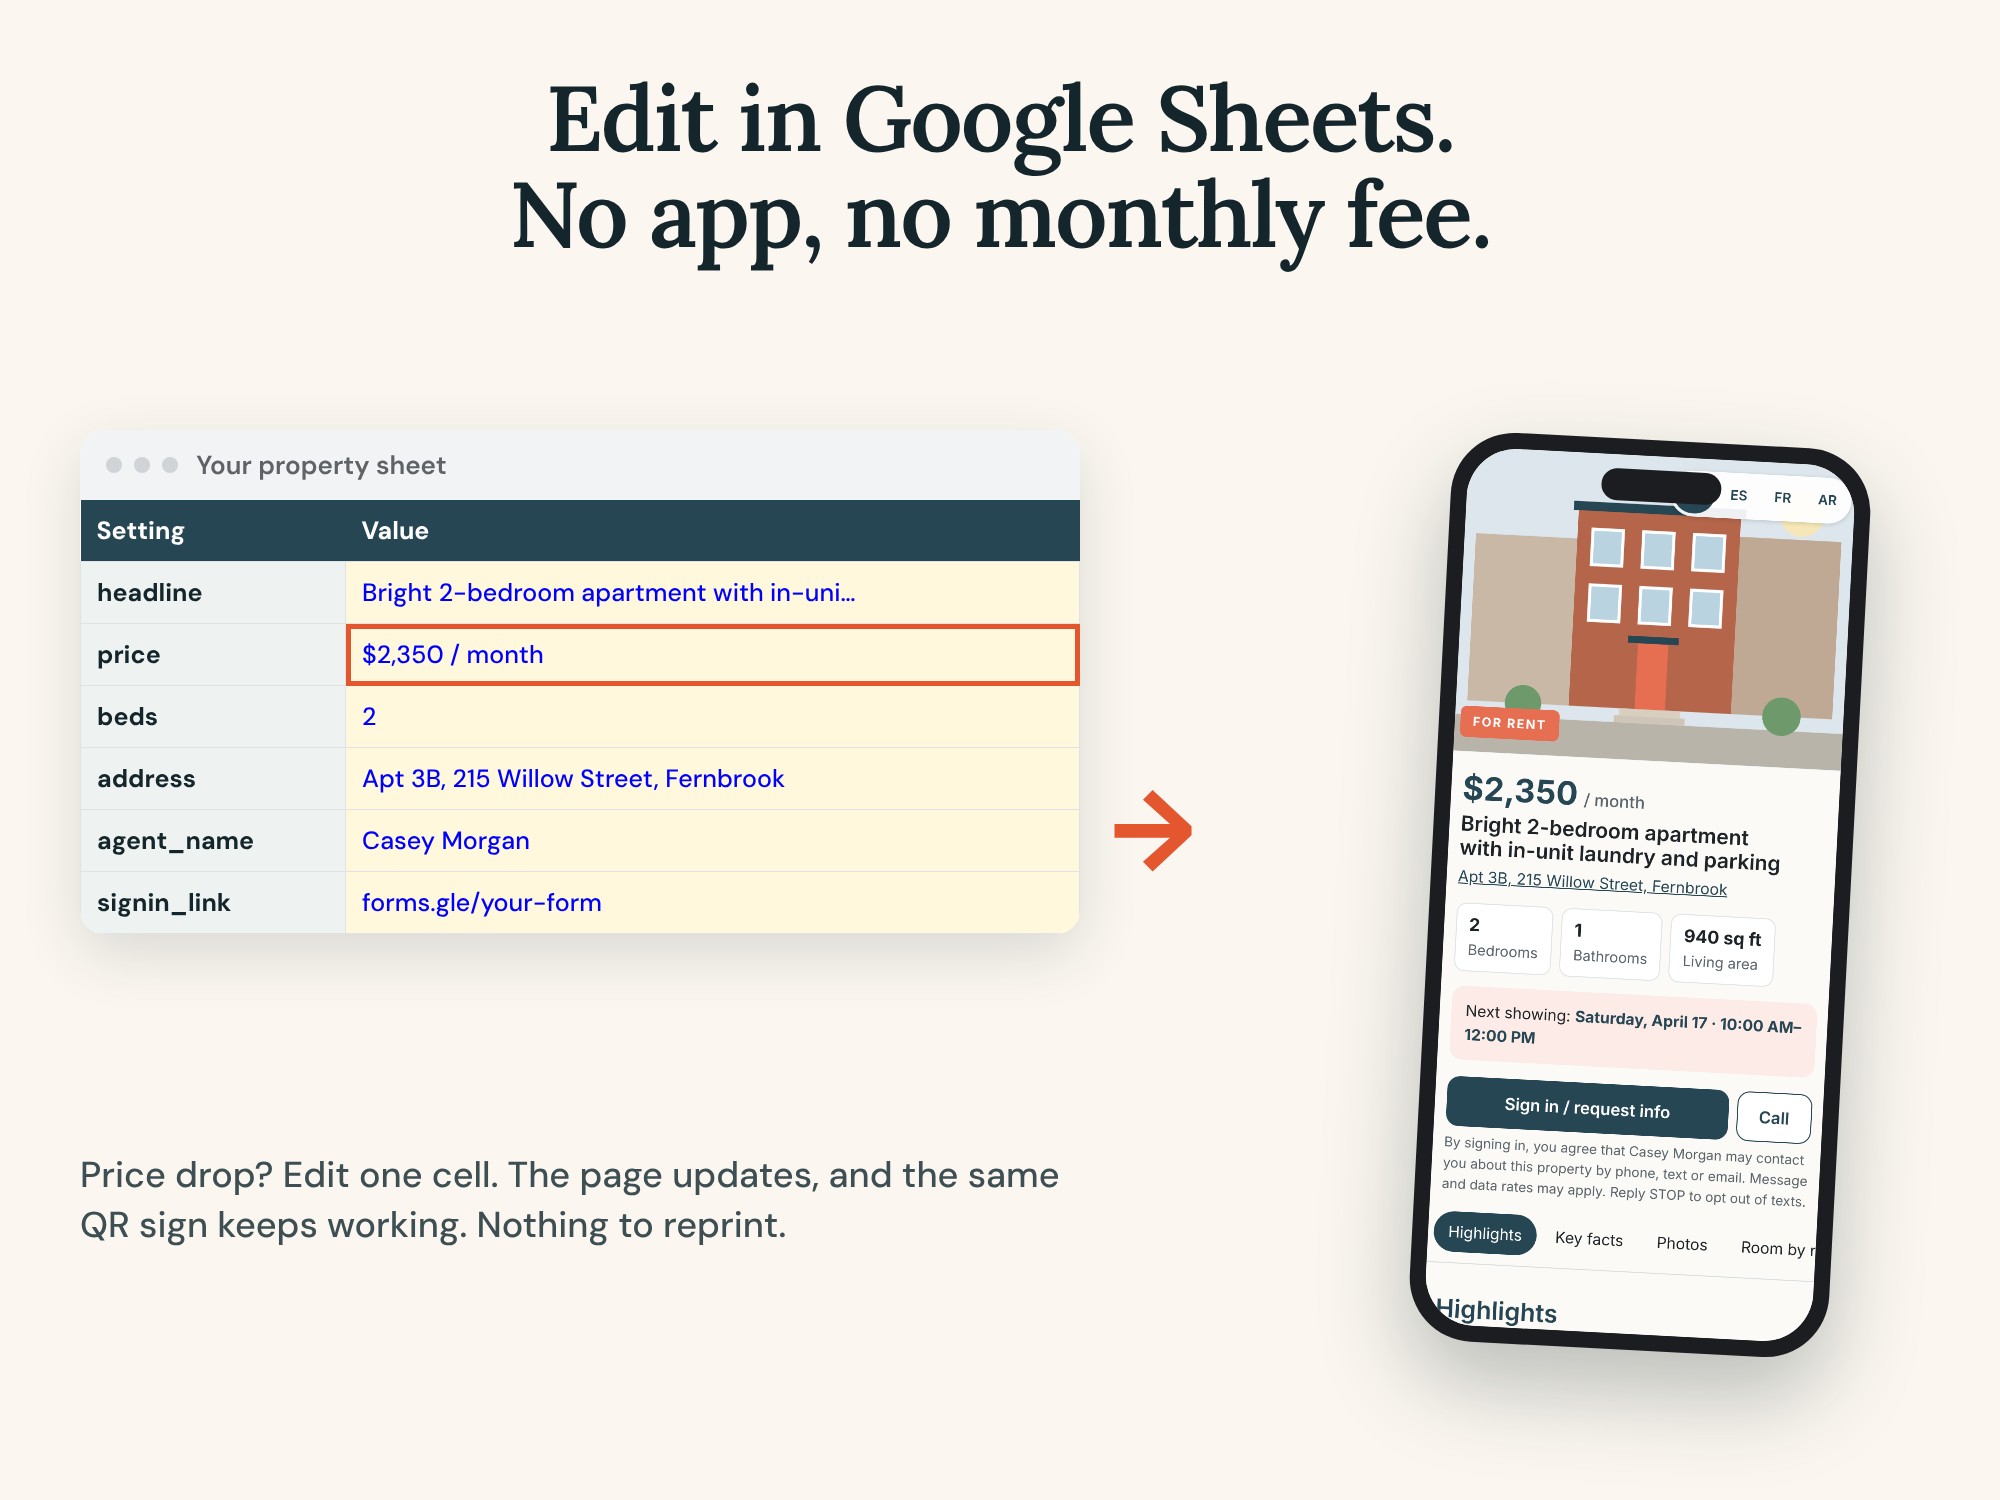 Edit in Google Sheets.
No app, no monthly fee.
Your property sheet
Setting Value
headline Bright 2-bedroom apartment with in-uni...
price $2,350 / month
beds 2
address Apt 3B, 215 Willow Street, Fernbrook
agent_name Casey Morgan
signin_link forms.gle/your-form
Price drop? Edit one cell. The page updates, and the same
QR sign keeps working. Nothing to reprint.
ES FR AR
FOR RENT
$2,350 / month
Bright 2-bedroom apartment
with in-unit laundry and parking
Apt 3B, 215 Willow Street, Fernbrook
2 1 940 sq ft
Bedrooms Bathrooms Living area
Next showing: Saturday, April 17 · 10:00 AM–
12:00 PM
Sign in / request info Call
By signing in, you agree that Casey Morgan may contact
you about this property by phone, text or email. Message
and data rates may apply. Reply STOP to opt out of texts.
Highlights Key facts Photos Room by r
Highlights